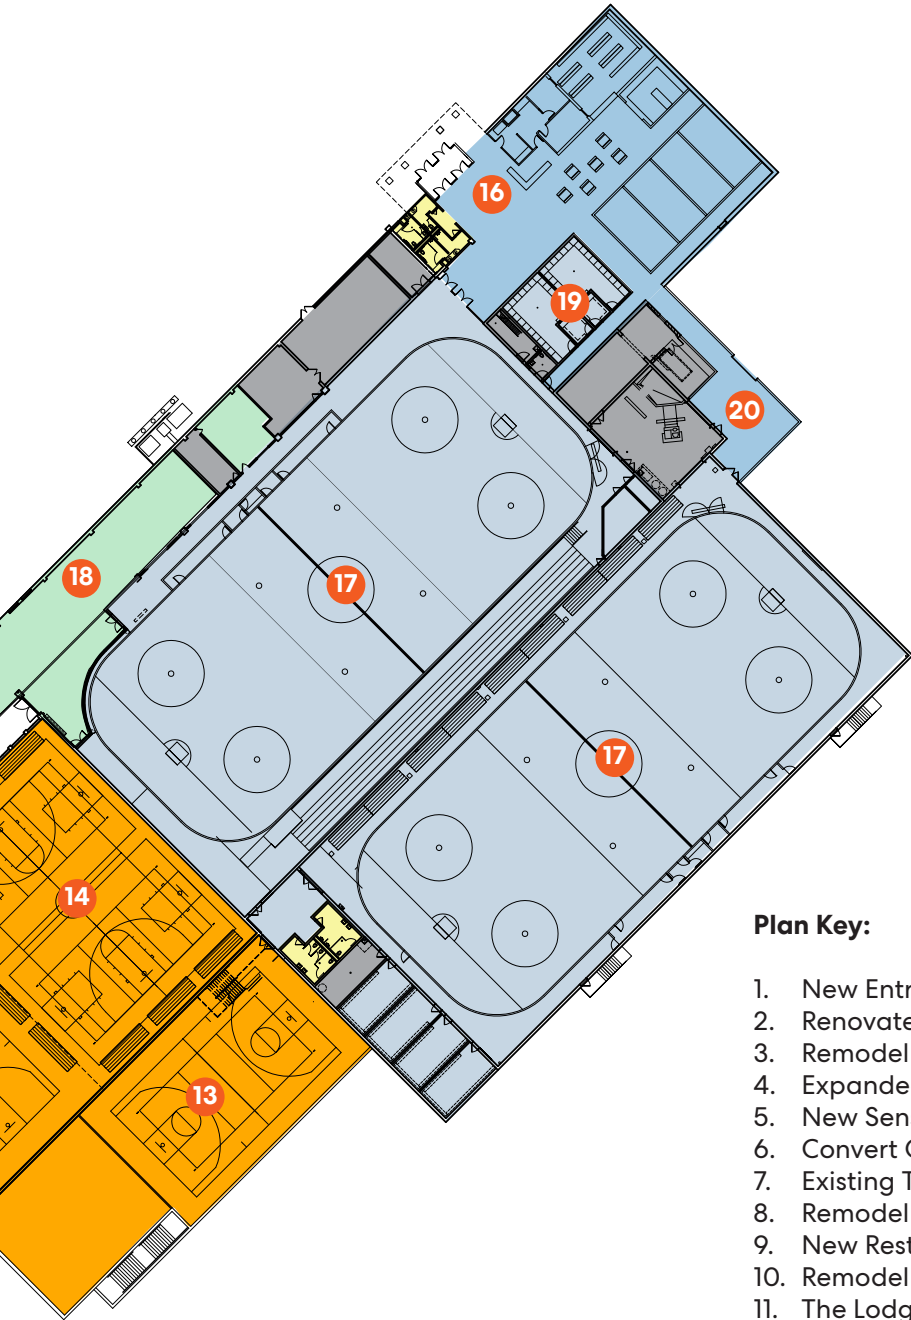 16
19
20
18
17
17
14
13
Plan Key:
1. New Entr
2. Renovate
3. Remodel
4. Expande
5. New Sen
6. Convert
7. Existing
8. Remodel
9. New Rest
10. Remodel
11. The Lodg